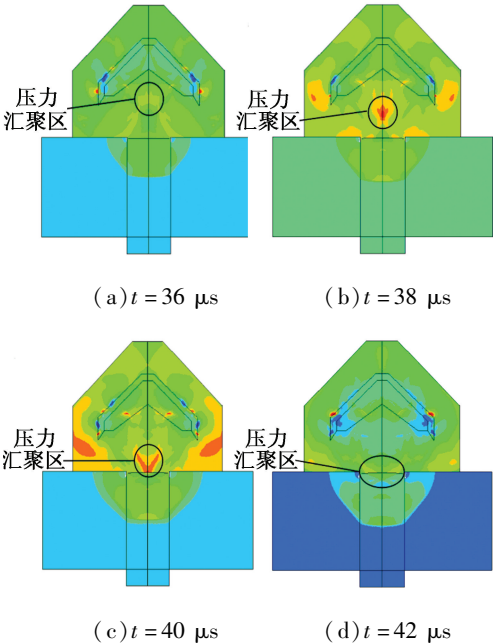 压力
汇聚区
压力
汇聚区
(a)t = 36 μs
(b)t = 38 μs
压力
汇聚区
压力
汇聚区
(c)t = 40 μs
(d)t = 42 μs